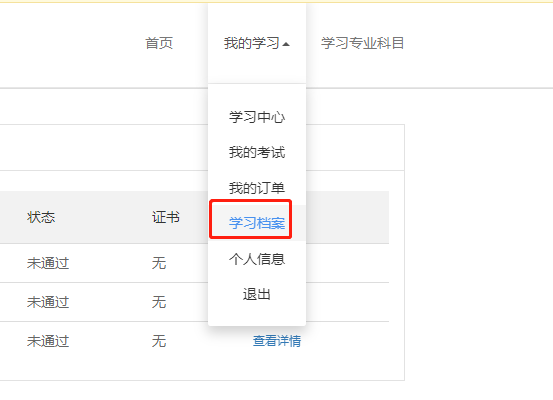 首页 我的学习 学习专业科目
学习中心
我的考试
我的订单
状态 证书 学习档案
未通过 无 个人信息
退出
未通过 无
未通过 无 查看详情